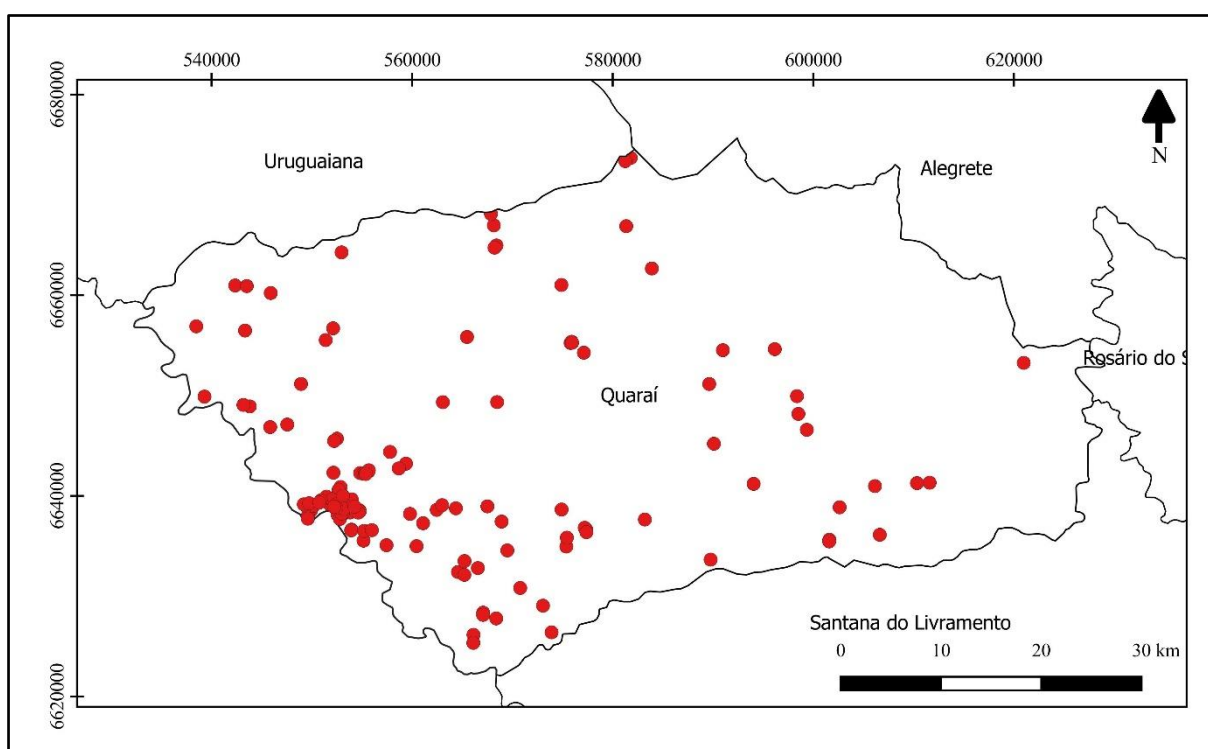 540000 560000 580000 600000 620000
6680000
Uruguaiana
Alegrete
N
6660000
Rosário do S
Quaraí
6640000
Santana do Livramento
0 10 20 30 km
6620000